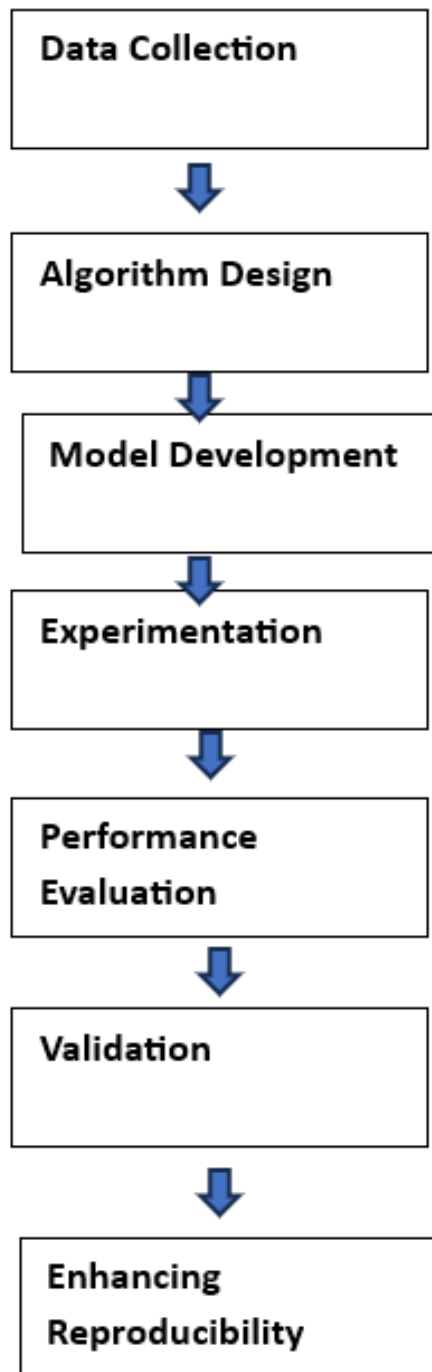 Data Collection
Algorithm Design
Model Development
Experimentation
Performance
Evaluation
Validation
Enhancing
Reproducibility